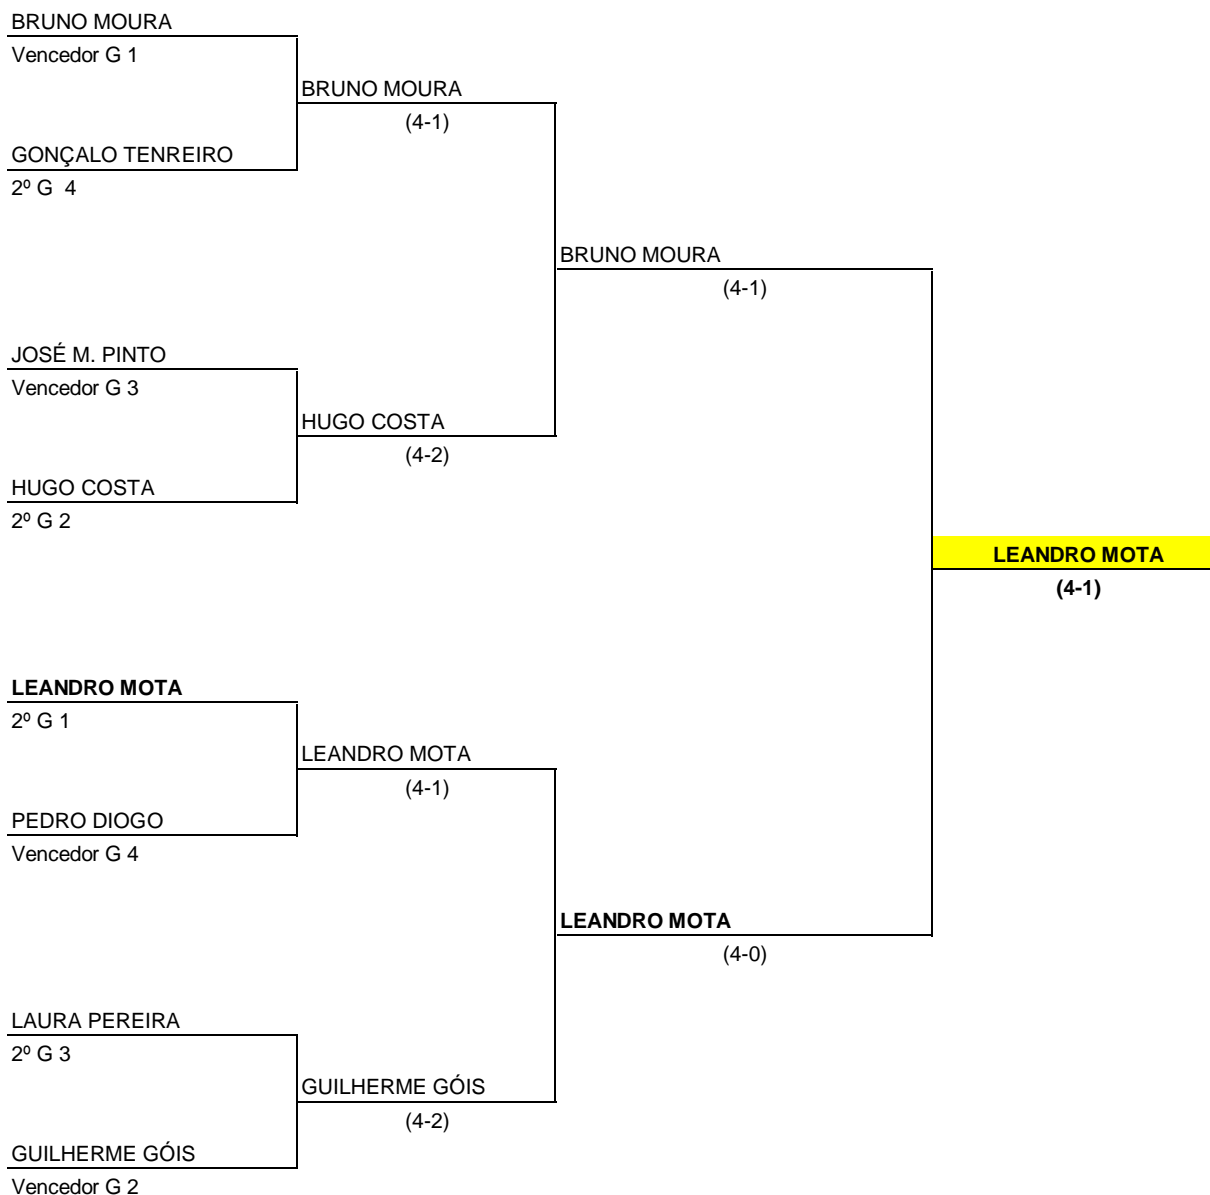 BRUNO MOURA
Vencedor G 1
BRUNO MOURA
(4-1)
GONÇALO TENREIRO
2º G  4
BRUNO MOURA
(4-1)
JOSÉ M. PINTO
Vencedor G 3
HUGO COSTA
(4-2)
HUGO COSTA
2º G 2
LEANDRO MOTA
(4-1)
LEANDRO MOTA
2º G 1
LEANDRO MOTA
(4-1)
PEDRO DIOGO
Vencedor G 4
LEANDRO MOTA
(4-0)
LAURA PEREIRA
2º G 3
GUILHERME GÓIS
(4-2)
GUILHERME GÓIS
Vencedor G 2